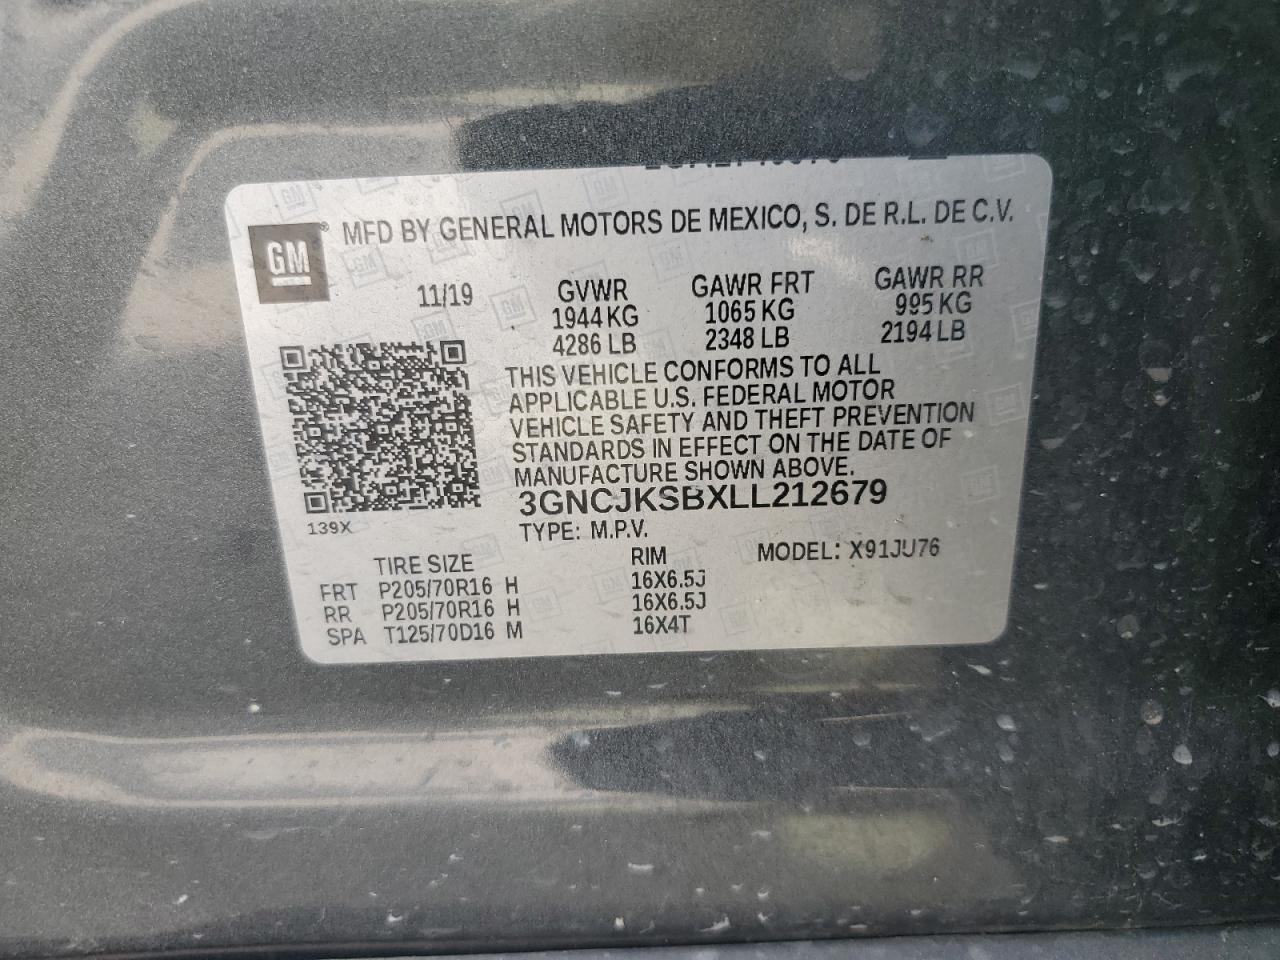 GM
® MFD BY GENERAL MOTORS DE MEXICO, S. DE R.L. DE C.V.
11/19 GVWR GAWR FRT GAWR RR
1944 KG 1065 KG 995 KG
4286 LB 2348 LB 2194 LB
THIS VEHICLE CONFORMS TO ALL
APPLICABLE U.S. FEDERAL MOTOR
VEHICLE SAFETY AND THEFT PREVENTION
STANDARDS IN EFFECT ON THE DATE OF
MANUFACTURE SHOWN ABOVE.
3GNCJKSBXLL212679
139X
TYPE: M.P.V.
TIRE SIZE RIM MODEL: X91JU76
FRT P205/70R16 H 16X6.5J
RR P205/70R16 H 16X6.5J
SPA T125/70D16 M 16X4T